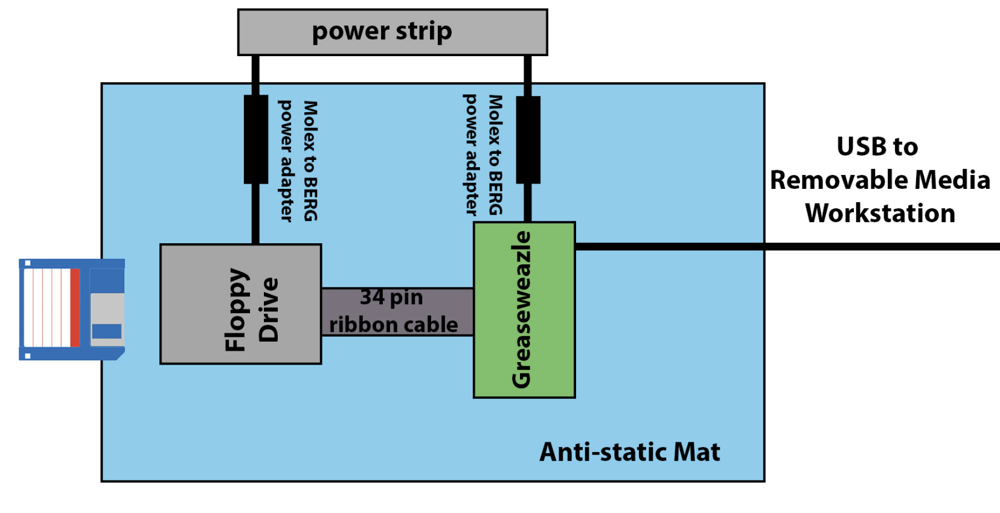 power strip
Molex to BERG
power adapter
Molex to BERG
power adapter
USB to
Removable Media
Workstation
Floppy
Drive
34 pin
ribbon cable
Greaseweazle
Anti-static Mat